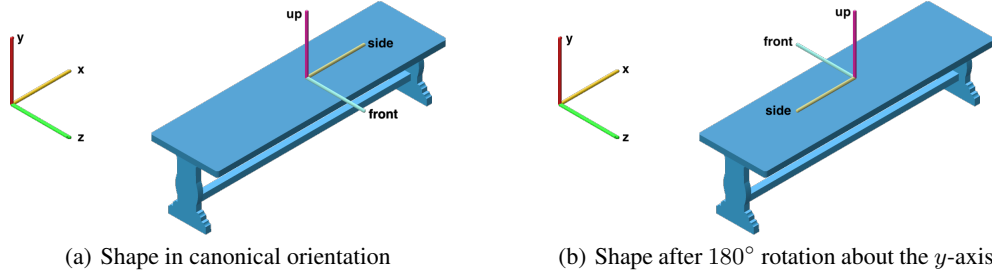 up
y
side
x
front
z
(a) Shape in canonical orientation
up
y
front
x
side
z
(b) Shape after 180° rotation about the y-axis